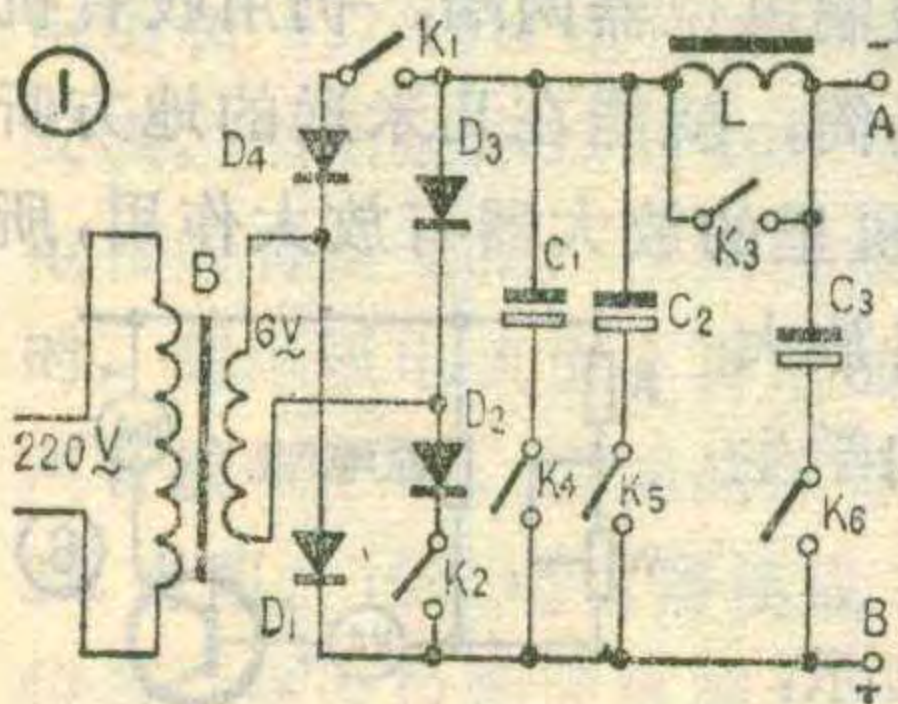 ①
K₁
−
A
D₄
D₃
L
K₃
B
6V
~
C₁
C₂
C₃
D₂
220V
~
K₄
K₅
K₆
K₂
D₁
B